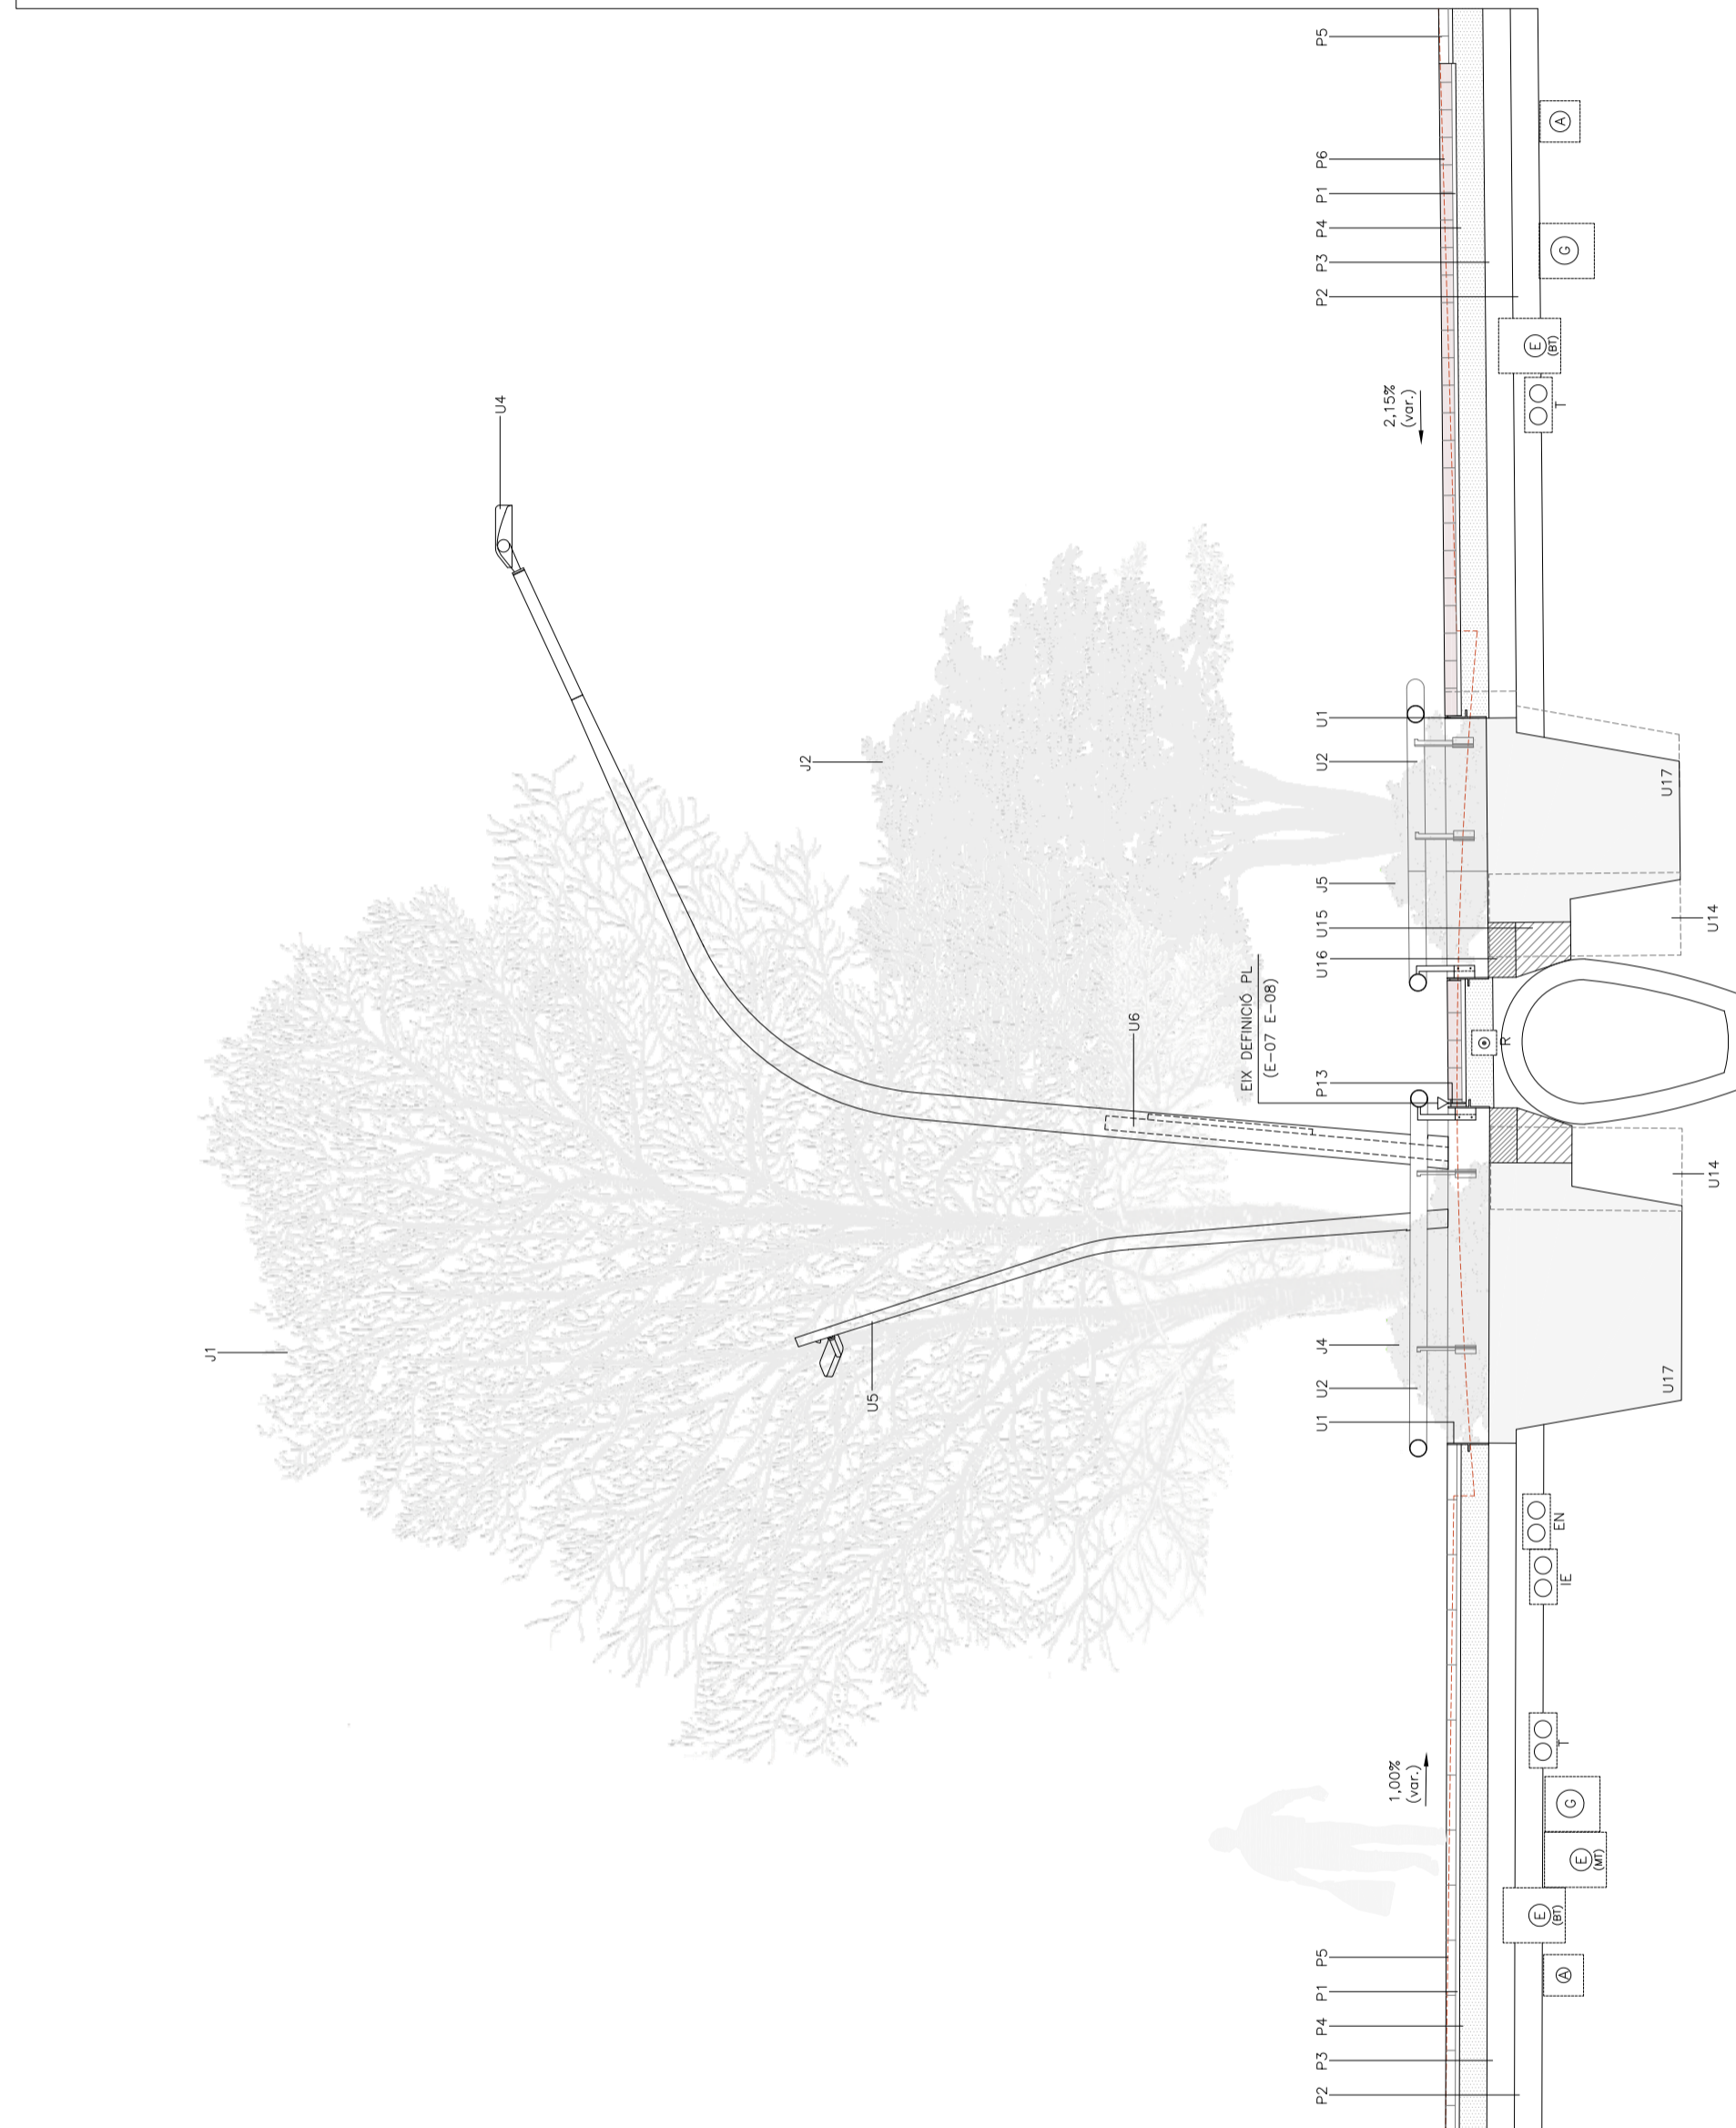 J1
U4
J2
U5
U6
EIX DEFINICIÓ PL
(E-07 E-08)
P2
P3
P4
P1
P5
U1
U2
J4
P13
U16
U15
J5
U2
U1
P2
P3
P4
P1
P6
P5
1,00%
(var.)
2,15%
(var.)
A
E
(BT)
E
(MT)
G
T
IE
EN
R
T
E
(BT)
G
A
U17
U17
U14
U14